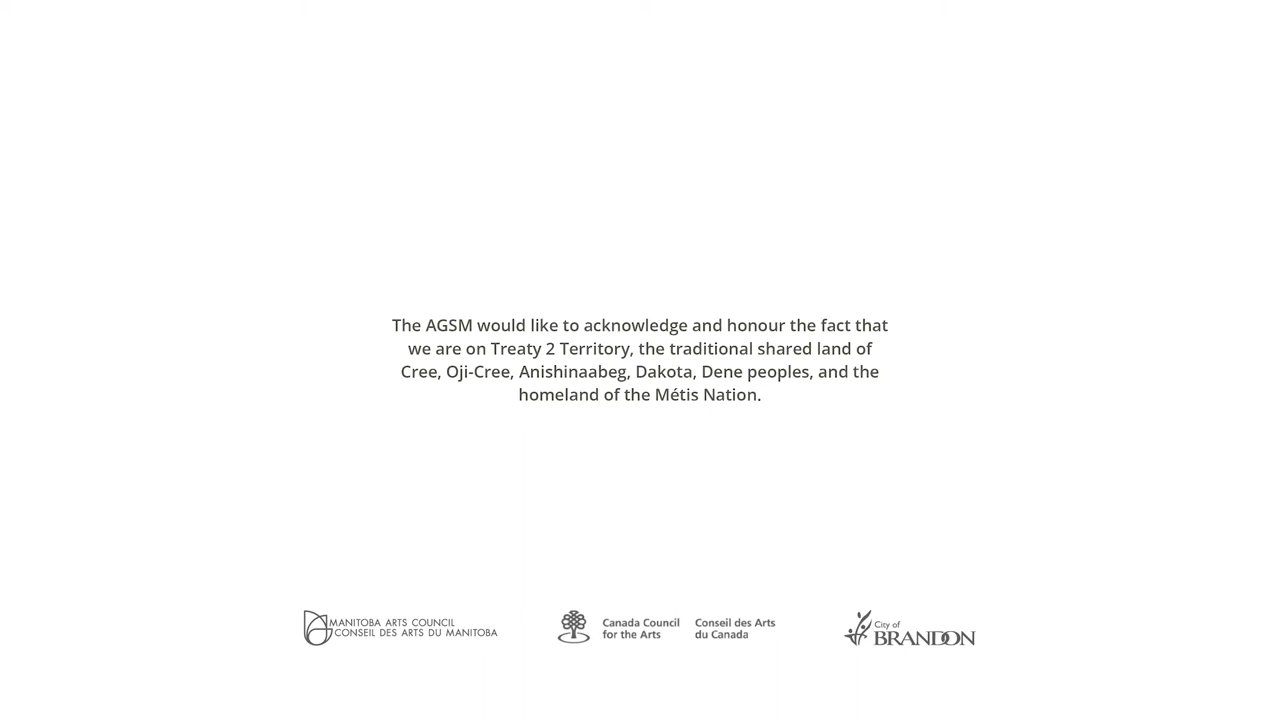 The AGSM would like to acknowledge and honour the fact that
we are on Treaty 2 Territory, the traditional shared land of
Cree, Oji-Cree, Anishinaabeg, Dakota, Dene peoples, and the
homeland of the Métis Nation.
MANITOBA ARTS COUNCIL
CONSEIL DES ARTS DU MANITOBA
Canada Council
for the Arts
Conseil des Arts
du Canada
City of
BRANDON